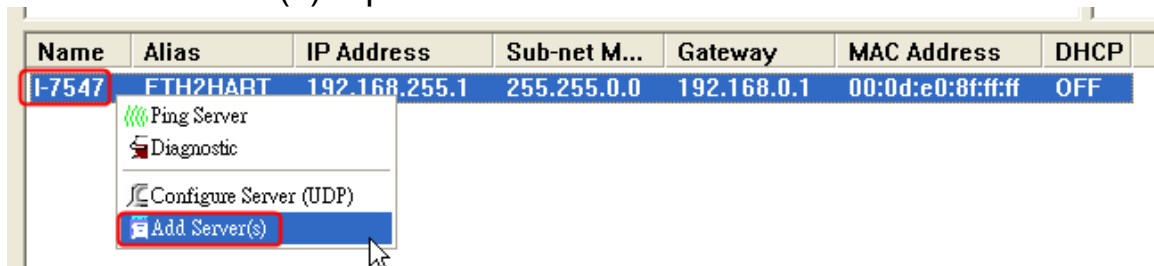 Name Alias IP Address Sub-net M... Gateway MAC Address DHCP
I-7547 ETH2HART 192.168.255.1 255.255.0.0 192.168.0.1 00:0d:e0:8f:ff:ff OFF
Ping Server
Diagnostic
Configure Server (UDP)
Add Server(s)